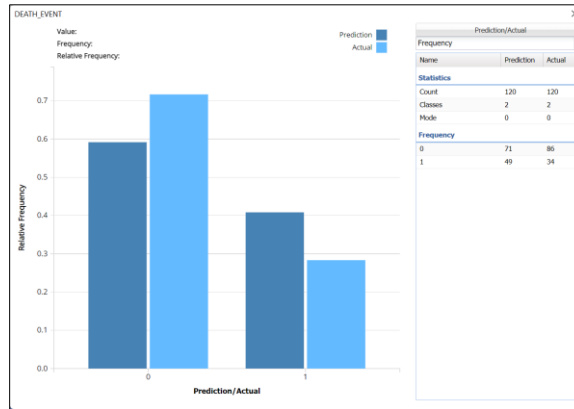 DEATH_EVENT
Value:
Frequency:
Relative Frequency:
Prediction
Actual
Relative Frequency
0.7
0.6
0.5
0.4
0.3
0.2
0.1
0.0
0 1
Prediction/Actual
Prediction/Actual
Frequency
Name Prediction Actual
Statistics
Count 120 120
Classes 2 2
Mode 0 0
Frequency
0 71 86
1 49 34